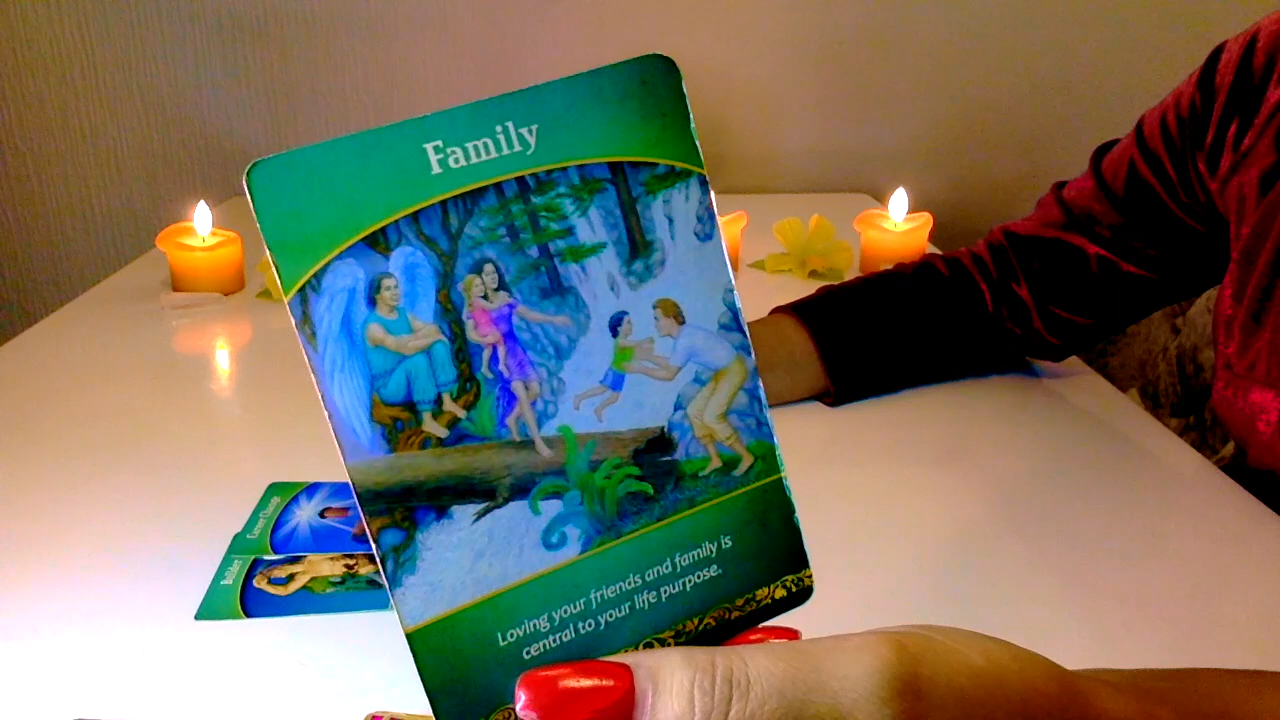 Family
Loving your friends and family is
central to your life purpose.
Career Change
Builder